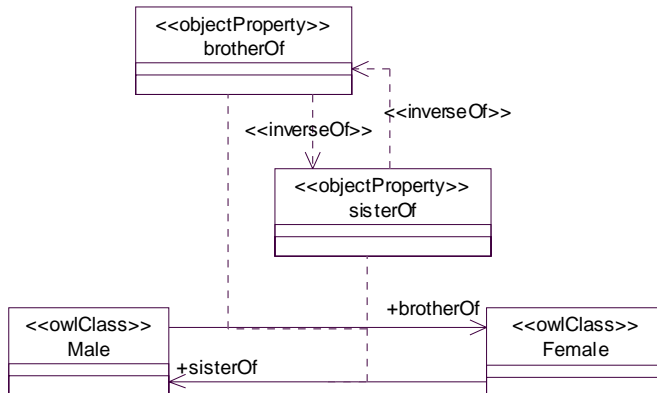 <<objectProperty>>
brotherOf
<<inverseOf>>
<<inverseOf>>
<<objectProperty>>
sisterOf
+brotherOf
<<owlClass>>
Male
<<owlClass>>
Female
+sisterOf